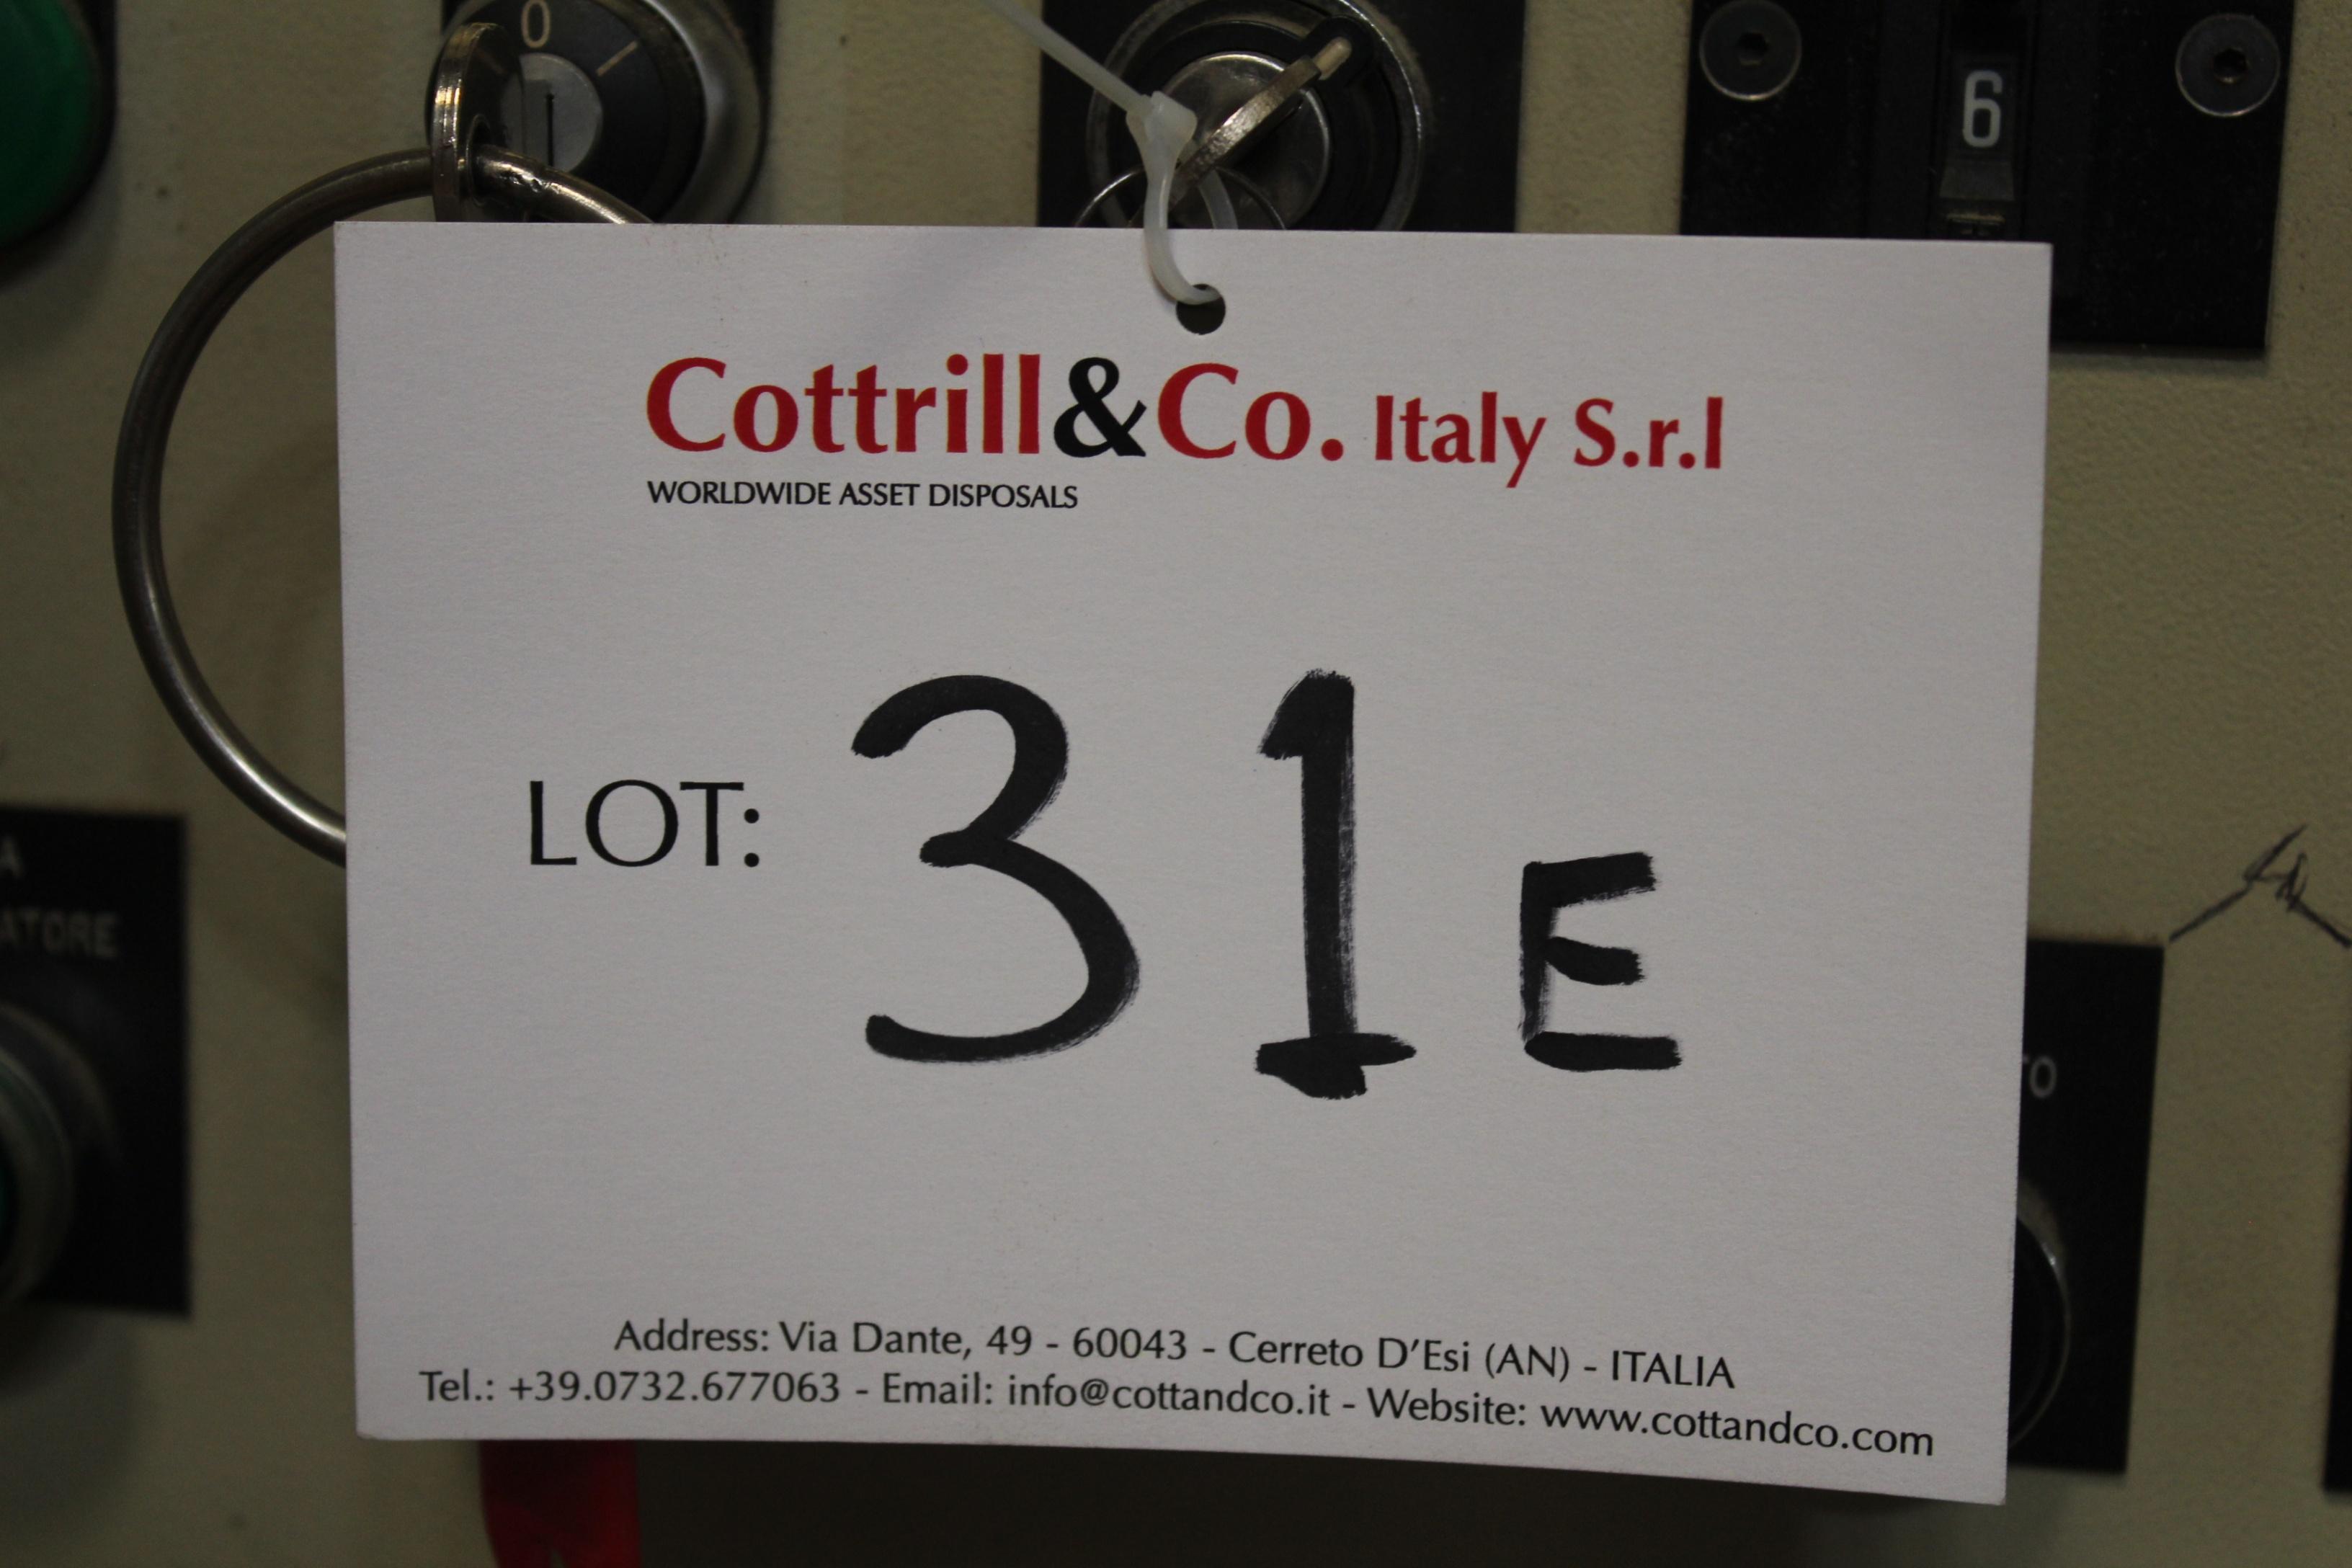 0
6
Cottrill&Co. Italy S.r.l
WORLDWIDE ASSET DISPOSALS
LOT: 31E
Address: Via Dante, 49 - 60043 - Cerreto D'Esi (AN) - ITALIA
Tel.: +39.0732.677063 - Email: info@cottandco.it - Website: www.cottandco.com